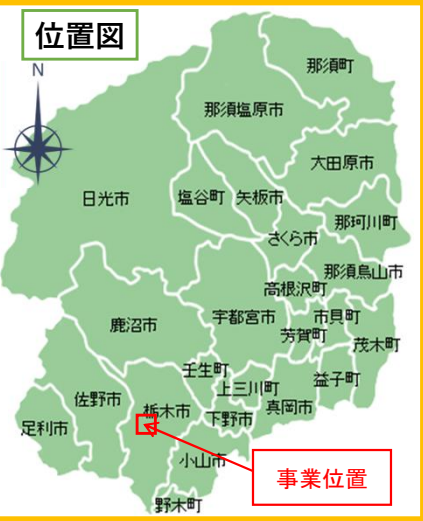 位置図
N
那須町
那須塩原市
大田原市
日光市
塩谷町
矢板市
那珂川町
さくら市
那須烏山市
高根沢町
宇都宮市
市貝町
鹿沼市
芳賀町
茂木町
壬生町
上三川町
益子町
佐野市
栃木市
下野市
真岡市
足利市
小山市
事業位置
野木町